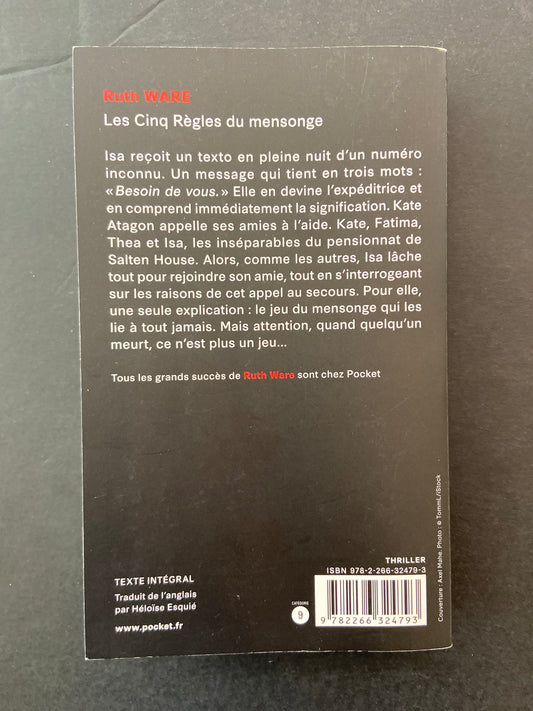 Ruth WARE
Les Cinq Règles du mensonge
Isa reçoit un texto en pleine nuit d'un numéro
inconnu. Un message qui tient en trois mots :
« Besoin de vous. » Elle en devine l'expéditrice et
en comprend immédiatement la signification. Kate
Atagon appelle ses amies à l'aide. Kate, Fatima,
Thea et Isa, les inséparables du pensionnat de
Salten House. Alors, comme les autres, Isa lâche
tout pour rejoindre son amie, tout en s'interrogeant
sur les raisons de cet appel au secours. Pour elle,
une seule explication : le jeu du mensonge qui les
lie à tout jamais. Mais attention, quand quelqu'un
meurt, ce n'est plus un jeu...
Tous les grands succès de Ruth Ware sont chez Pocket
THRILLER
ISBN 978-2-266-32479-3
TEXTE INTÉGRAL
Traduit de l'anglais
par Héloïse Esquié
www.pocket.fr
CATÉGORIE
9
9 782266 324793
Couverture : Axel Mahe. Photo : © TommL/iStock